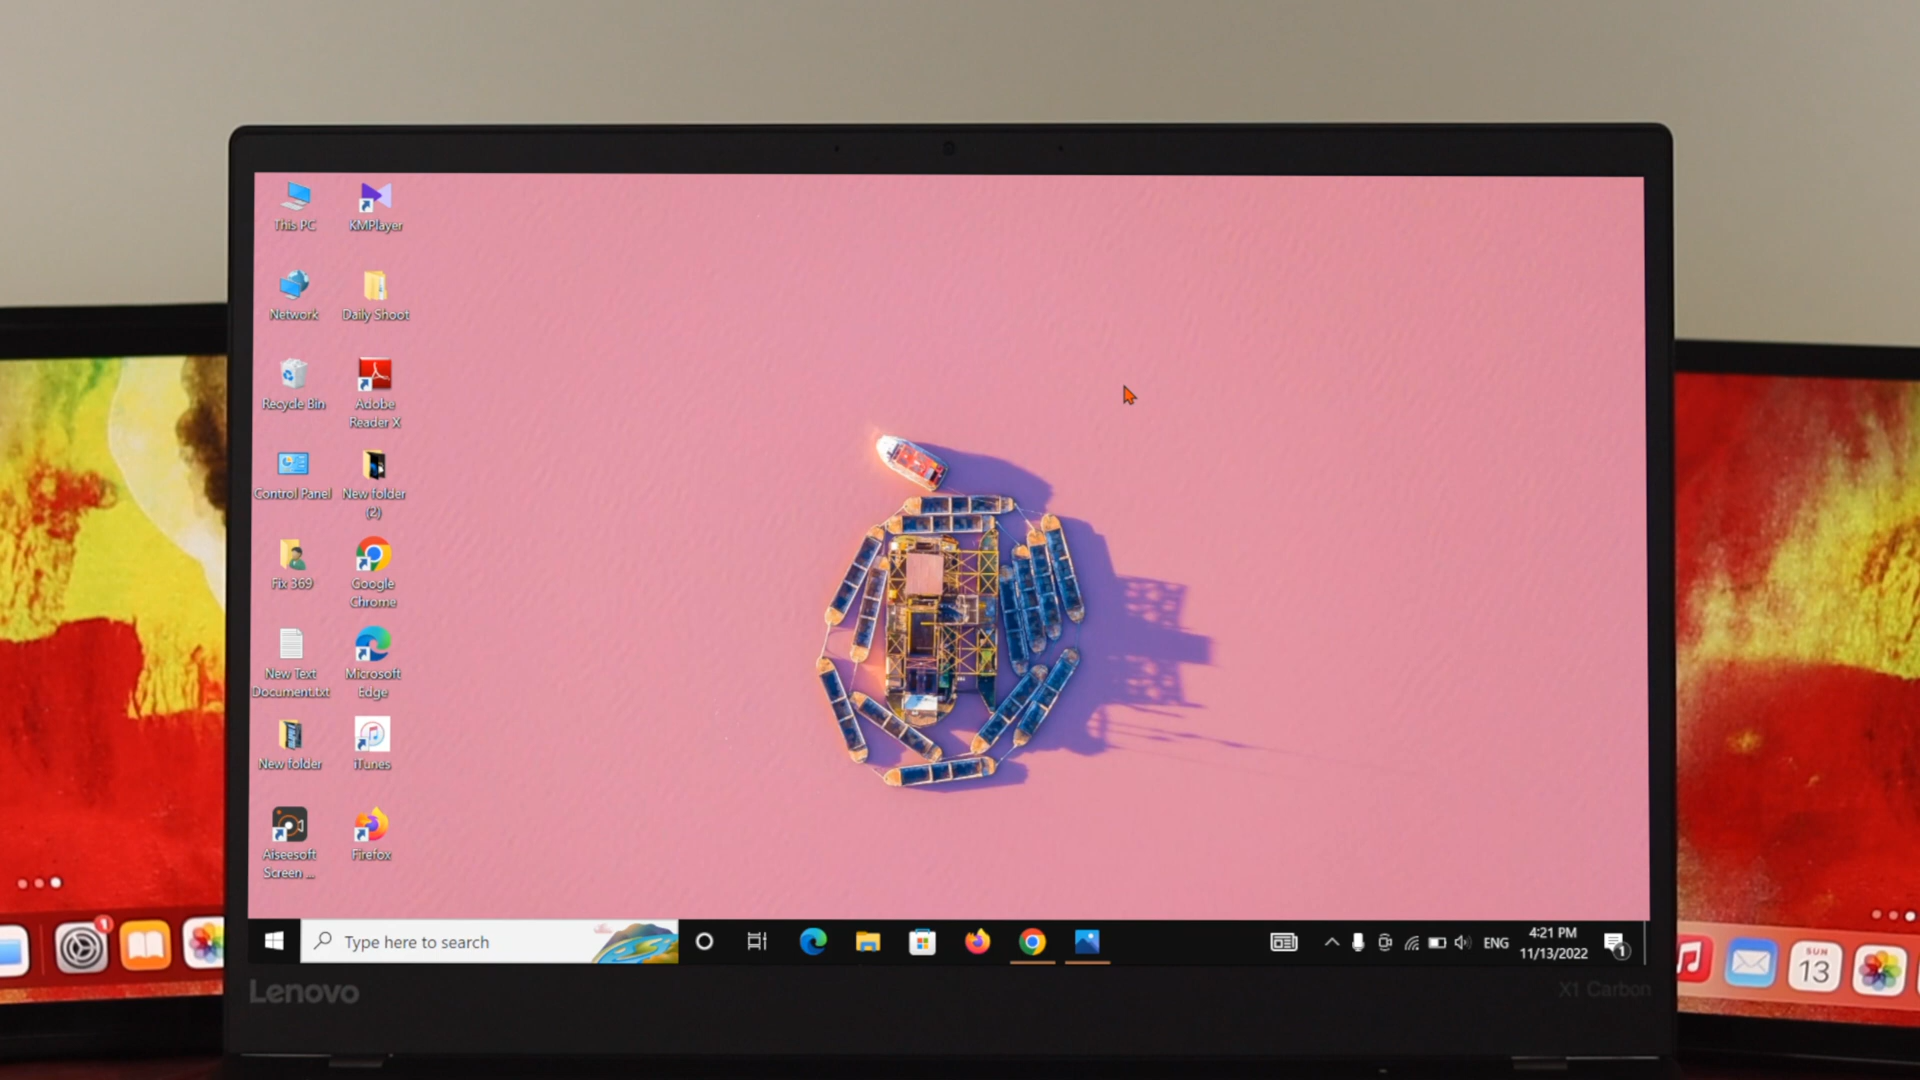 This PC
KMPlayer
Network
Daily Shoot
Recycle Bin
Adobe
Reader X
Control Panel
New folder
(2)
Fix 369
Google
Chrome
New Text
Document.txt
Microsoft
Edge
New folder
iTunes
Aiseesoft
Screen ...
Firefox
Type here to search
ENG
4:21 PM
11/13/2022
1
Lenovo
X1 Carbon
1
SUN
13